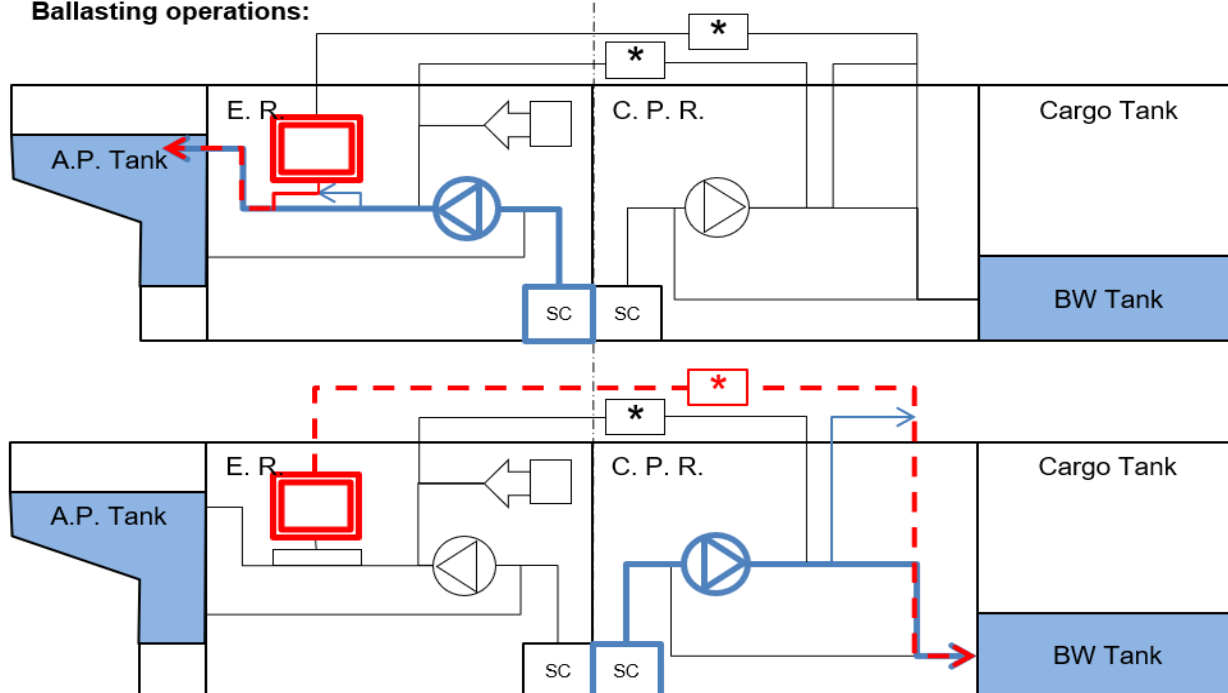 Ballasting operations:
*
*
E. R.
C. P. R.
Cargo Tank
A.P. Tank
BW Tank
SC
SC
*
*
E. R.
C. P. R.
Cargo Tank
A.P. Tank
BW Tank
SC
SC